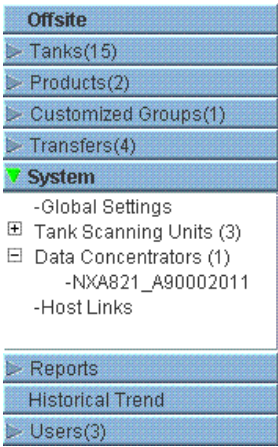 Offsite
Tanks(15)
Products(2)
Customized Groups(1)
Transfers(4)
System
-Global Settings
Tank Scanning Units (3)
Data Concentrators (1)
-NXA821_A90002011
-Host Links
Reports
Historical Trend
Users(3)